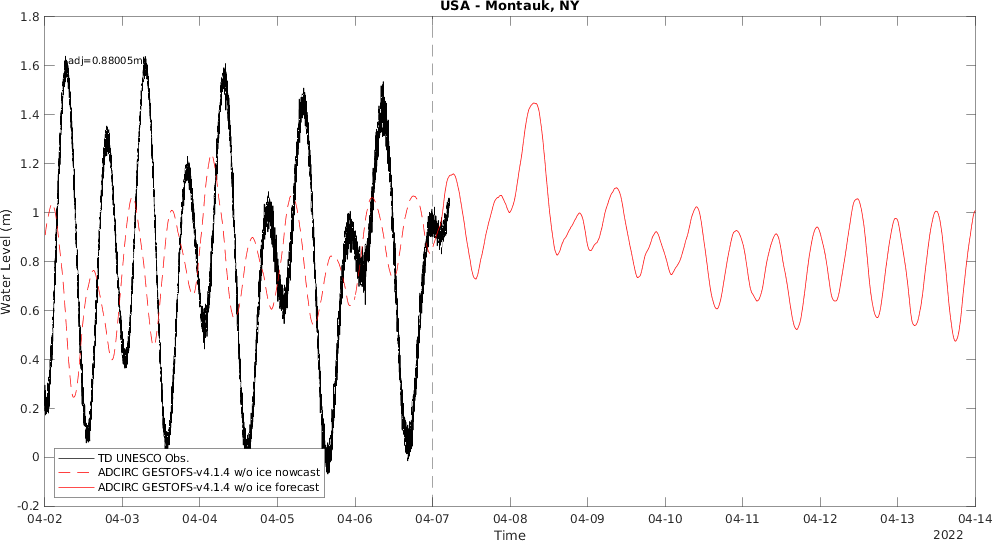 USA - Montauk, NY
1.8
1.6
1.4
1.2
1
0.8
0.6
0.4
0.2
0
-0.2
Water Level (m)
adj=0.88005m
TD UNESCO Obs.
ADCIRC GESTOFS-v4.1.4 w/o ice nowcast
ADCIRC GESTOFS-v4.1.4 w/o ice forecast
04-02 04-03 04-04 04-05 04-06 04-07 04-08 04-09 04-10 04-11 04-12 04-13 04-14
Time
2022